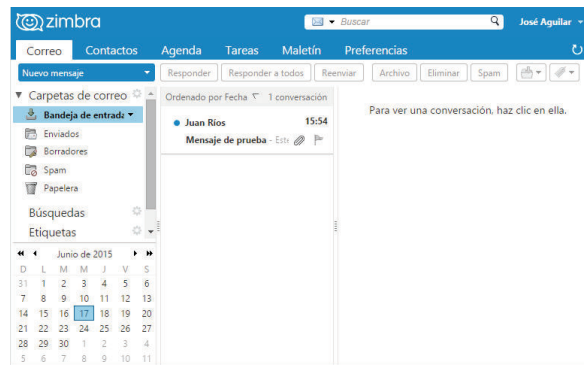 zimbra
Buscar
José Aguilar
Correo Contactos Agenda Tareas Maletín Preferencias
Nuevo mensaje
Responder Responder a todos Reenviar Archivo Eliminar Spam
Carpetas de correo
Ordenado por Fecha 1 conversación
Para ver una conversación, haz clic en ella.
Bandeja de entrada
Juan Ríos 15:54
Enviados
Mensaje de prueba - Este
Borradores
Spam
Papelera
Búsquedas
Etiquetas
Junio de 2015
D L M M J V S
31 1 2 3 4 5 6
7 8 9 10 11 12 13
14 15 16 17 18 19 20
21 22 23 24 25 26 27
28 29 30 1 2 3 4
5 6 7 8 9 10 11